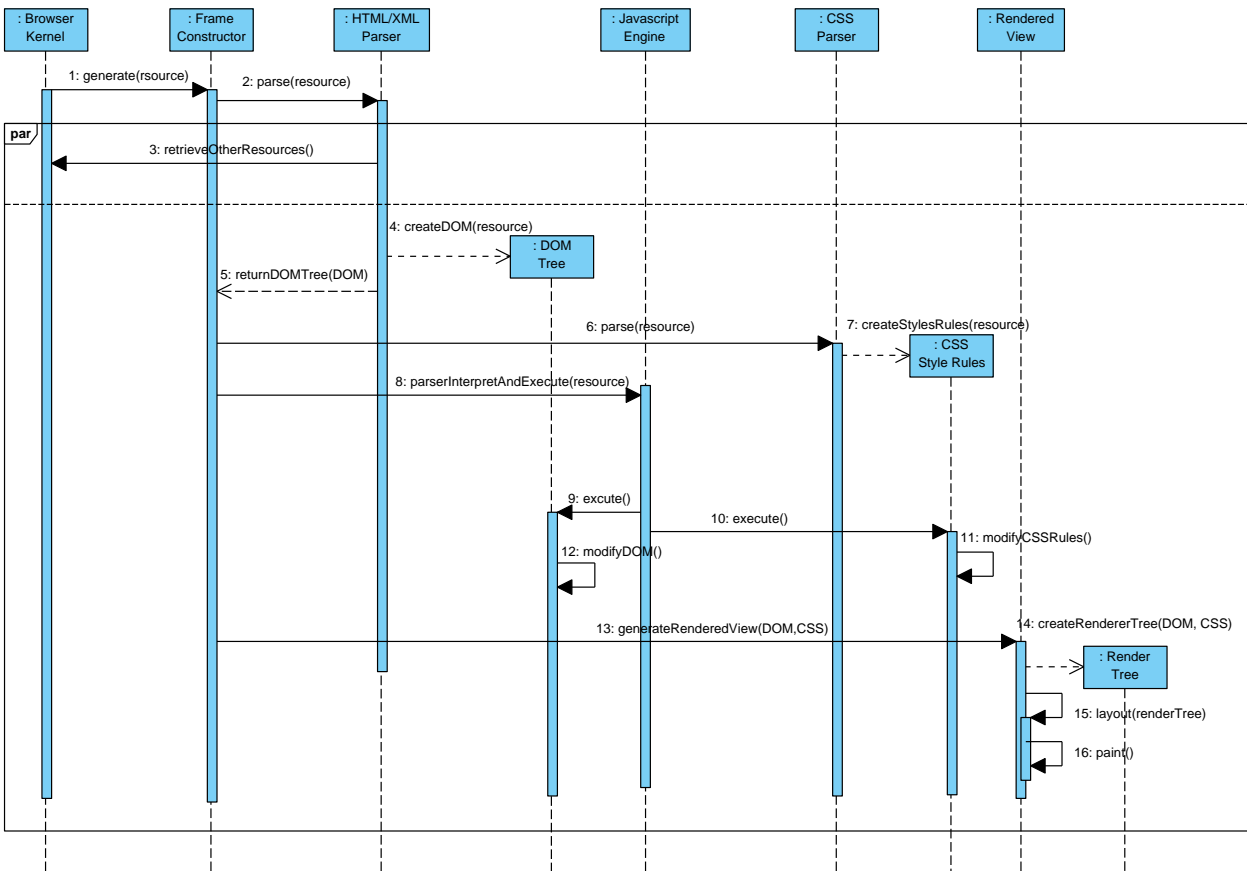 : Browser
Kernel
: Frame
Constructor
: HTML/XML
Parser
: Javascript
Engine
: CSS
Parser
: Rendered
View
1: generate(rsource)
2: parse(resource)
par
3: retrieveOtherResources()
4: createDOM(resource)
: DOM
Tree
5: returnDOMTree(DOM)
6: parse(resource)
7: createStylesRules(resource)
: CSS
Style Rules
8: parserInterpretAndExecute(resource)
9: excute()
10: execute()
11: modifyCSSRules()
12: modifyDOM()
13: generateRenderedView(DOM,CSS)
14: createRendererTree(DOM, CSS)
: Render
Tree
15: layout(renderTree)
16: paint()